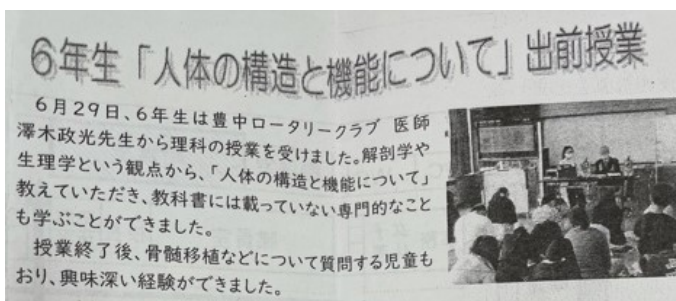 6年生「人体の構造と機能について」出前授業
6月29日、6年生は豊中ロータリークラブ 医師
澤木政光先生から理科の授業を受けました。解剖学や
生理学という観点から、「人体の構造と機能について」
教えていただき、教科書には載っていない専門的なこと
も学ぶことができました。
授業終了後、骨髄移植などについて質問する児童も
おり、興味深い経験ができました。